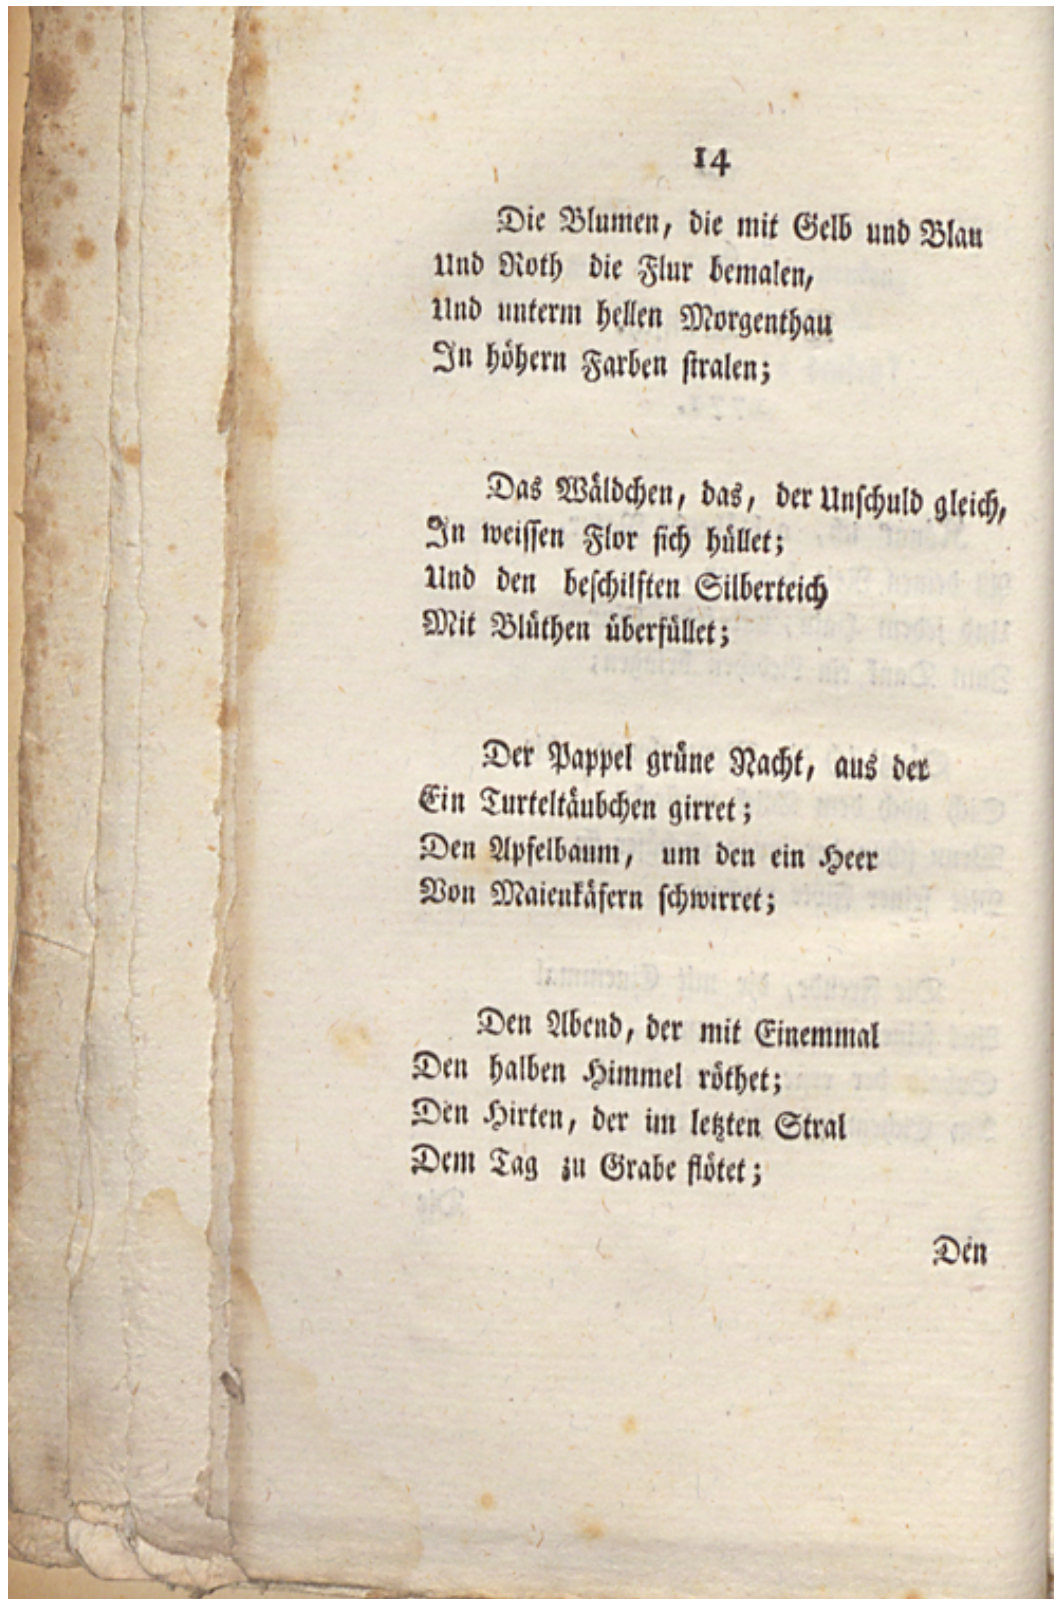 14
Die Blumen, die mit Gelb und Blau
Und Roth die Flur bemalen,
Und unterm hellen Morgenthau
In höhern Farben stralen;
Das Wäldchen, das, der Unschuld gleich,
In weissen Flor sich hüllet;
Und den beschilften Silberteich
Mit Blüthen überfüllet;
Der Pappel grüne Nacht, aus der
Ein Turteltäubchen girret;
Den Apfelbaum, um den ein Heer
Von Maienkäfern schwirret;
Den Abend, der mit Einemmal
Den halben Himmel röthet;
Den Hirten, der im letzten Stral
Dem Tag zu Grabe flötet;
Den